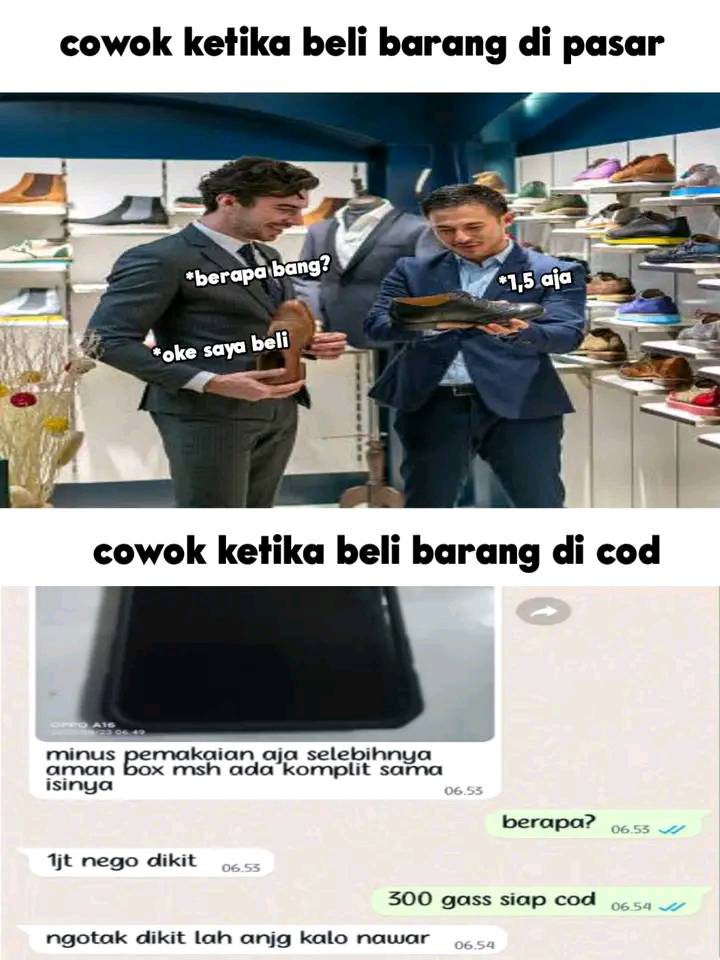 cowok ketika beli barang di pasar
*berapa bang?
*1,5 aja
*oke saya beli
cowok ketika beli barang di cod
OPPO A16
06.49
minus pemakaian aja selebihnya
aman box msh ada komplit sama
isinya
06.53
berapa? 06.53
1jt nego dikit 06.53
300 gass siap cod 06.54
ngotak dikit lah anjg kalo nawar 06.54